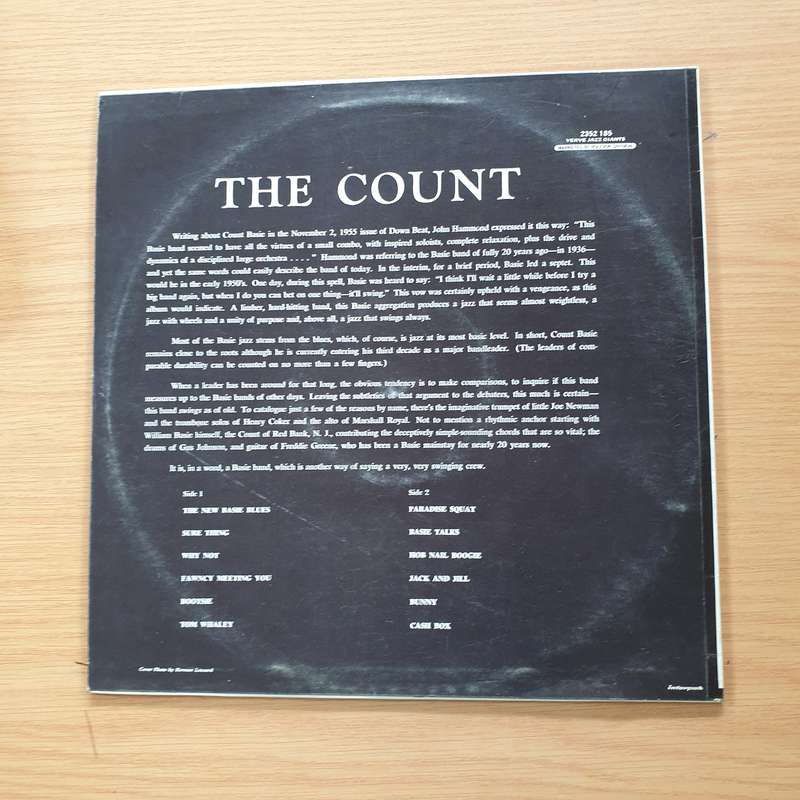 2352 185
VERVE JAZZ GIANTS
THE COUNT
Writing about Count Basie in the November 2, 1955 issue of Down Beat, John Hammond expressed it this way: "This
Basie band seemed to have all the virtues of a small combo, with inspired soloists, complete relaxation, plus the drive and
dynamics of a disciplined large orchestra . . . . " Hammond was referring to the Basie band of fully 20 years ago—in 1936—
and yet the same words could easily describe the band of today. In the interim, for a brief period, Basie led a septet. This
would be in the early 1950's. One day, during this spell, Basie was heard to say: "I think I'll wait a little while before I try a
big band again, but when I do you can bet on one thing—it'll swing." This vow was certainly upheld with a vengeance, as this
album would indicate. A limber, hard-hitting band, this Basie aggregation produces a jazz that seems almost weightless, a
jazz with wheels and a unity of purpose and, above all, a jazz that swings always.
Most of the Basie jazz stems from the blues, which, of course, is jazz at its most basic level. In short, Count Basie
remains close to the roots although he is currently entering his third decade as a major bandleader. (The leaders of com-
parable durability can be counted on no more than a few fingers.)
When a leader has been around for that long, the obvious tendency is to make comparisons, to inquire if this band
measures up to the Basie bands of other days. Leaving the subtleties of that argument to the debaters, this much is certain—
this band swings as of old. To catalogue just a few of the reasons by name, there's the imaginative trumpet of little Joe Newman
and the trombone solos of Henry Coker and the alto of Marshall Royal. Not to mention a rhythmic anchor starting with
William Basie himself, the Count of Red Bank, N. J., contributing the deceptively simple-sounding chords that are so vital; the
drums of Gus Johnson, and guitar of Freddie Greene, who has been a Basie mainstay for nearly 20 years now.
It is, in a word, a Basie band, which is another way of saying a very, very swinging crew.
Side 1
THE NEW BASIE BLUES
SURE THING
WHY NOT
FAWNCY MEETING YOU
BOOTSIE
TOM WHALEY
Side 2
PARADISE SQUAT
BASIE TALKS
HOB NAIL BOOGIE
JACK AND JILL
BUNNY
CASH BOX
Cover Photo by Herman Leonard
Interpak